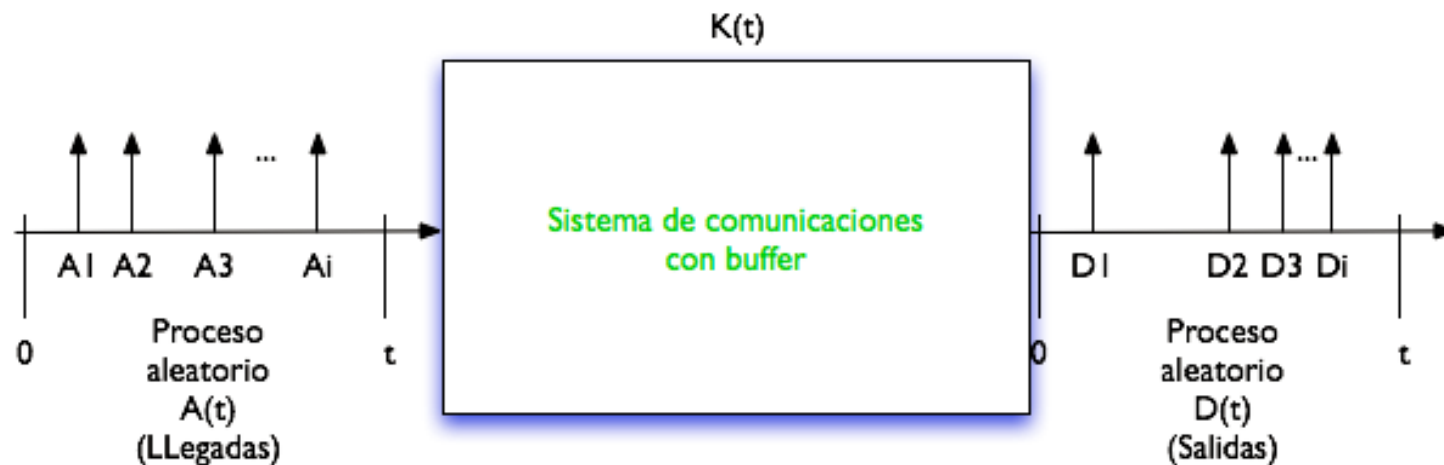 K(t)
...
A1 A2 A3 Ai
0
Proceso
aleatorio
A(t)
(LLegadas)
t
Sistema de comunicaciones
con buffer
...
D1 D2 D3 Di
0
Proceso
aleatorio
D(t)
(Salidas)
t